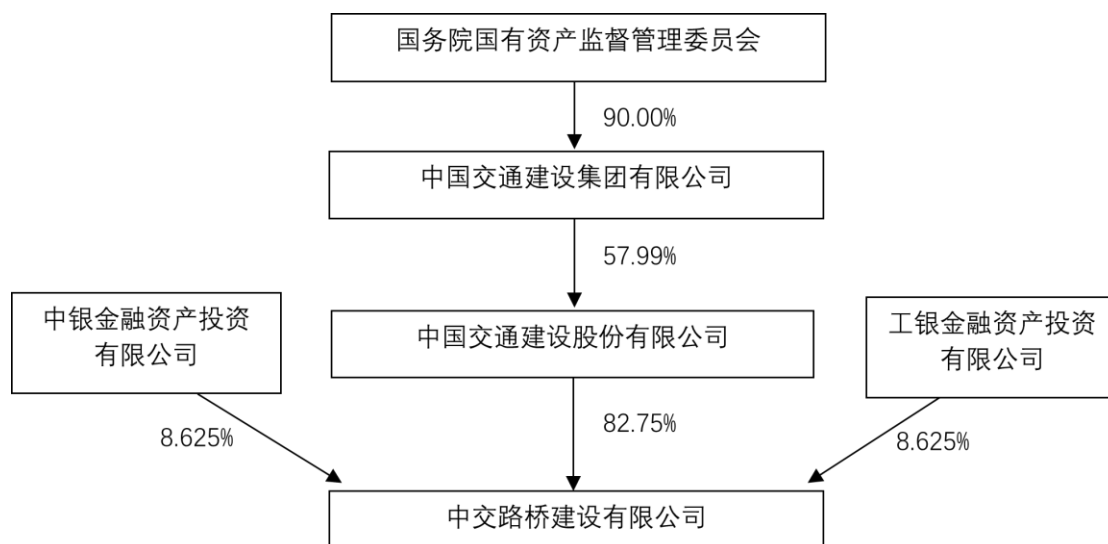 国务院国有资产监督管理委员会
90.00%
中国交通建设集团有限公司
57.99%
中银金融资产投资
有限公司
中国交通建设股份有限公司
工银金融资产投资
有限公司
8.625%
82.75%
8.625%
中交路桥建设有限公司